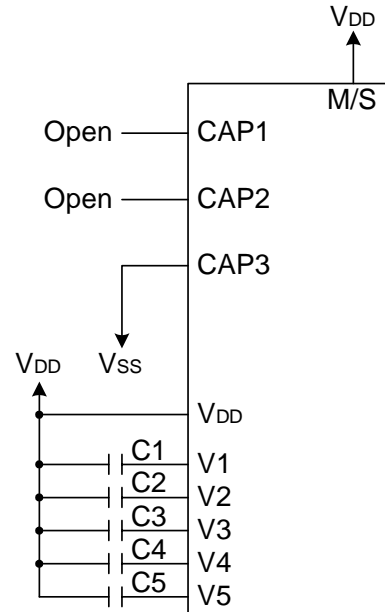 VDD
M/S
Open CAP1
Open CAP2
CAP3
VDD VSS
VDD
C1 V1
C2 V2
C3 V3
C4 V4
C5 V5